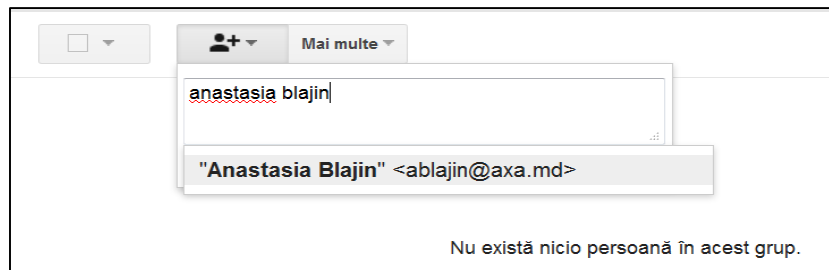 Mai multe
anastasia blajin
"Anastasia Blajin" <ablajin@axa.md>
Nu există nicio persoană în acest grup.